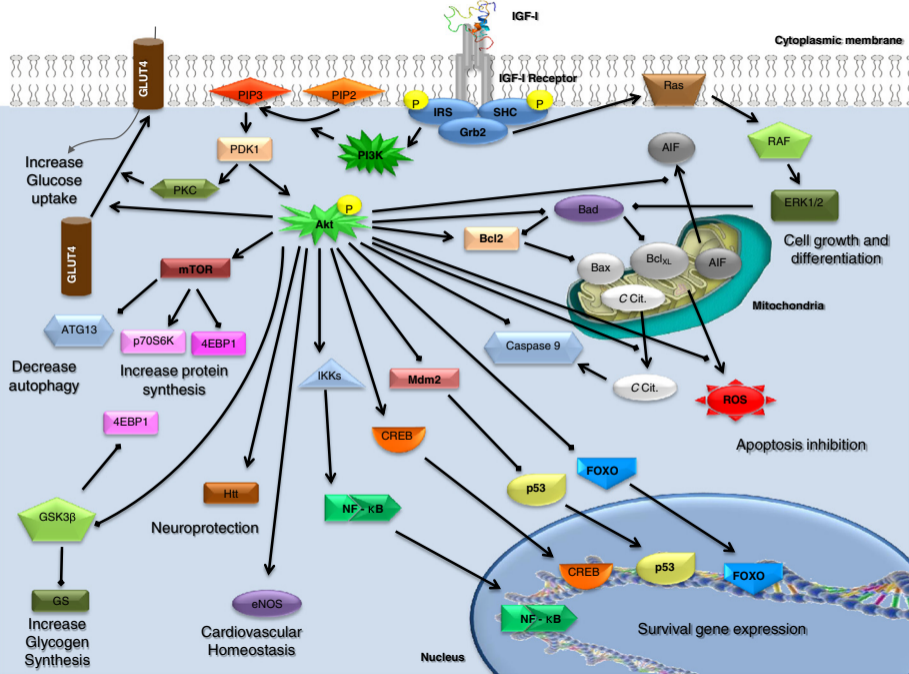 IGF-I
Cytoplasmic membrane
GLUT4
IGF-I Receptor
PIP3
PIP2
P
IRS
SHC
P
Grb2
Ras
PDK1
PI3K
AIF
RAF
Increase
Glucose
uptake
PKC
ERK1/2
Akt
P
Bad
Bcl2
Cell growth and
differentiation
GLUT4
mTOR
Bax
BclXL
AIF
C Cit.
Mitochondria
ATG13
p70S6K
4EBP1
Caspase 9
Decrease
autophagy
Increase protein
synthesis
IKKs
Mdm2
C Cit.
ROS
4EBP1
CREB
Apoptosis inhibition
FOXO
p53
Htt
NF - κB
GSK3β
Neuroprotection
CREB
p53
FOXO
GS
eNOS
NF - κB
Increase
Glycogen
Synthesis
Cardiovascular
Homeostasis
Survival gene expression
Nucleus